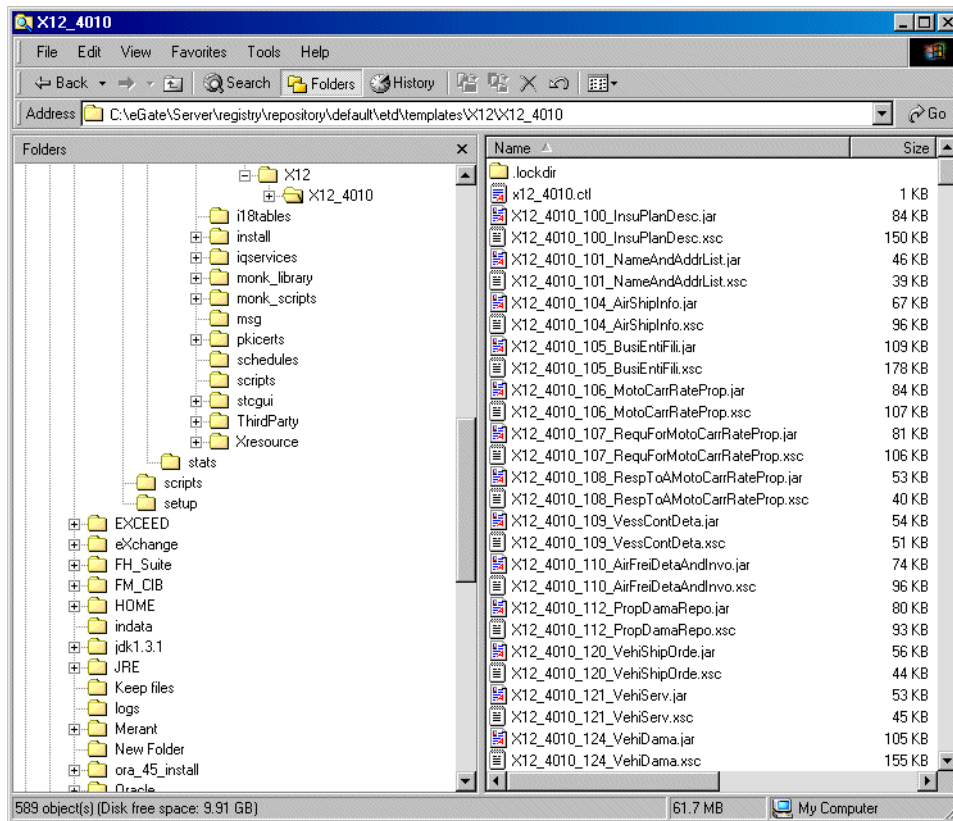 X12_4010
File Edit View Favorites Tools Help
Back Search Folders History
Address C:\eGate\Server\registry\repository\default\etd\templates\X12\X12_4010 Go
Folders
X12
X12_4010
i18tables
install
iqservices
monk_library
monk_scripts
msg
pkicerts
schedules
scripts
stcgui
ThirdParty
Xresource
stats
scripts
setup
EXCEED
eXchange
FH_Suite
FM_CIB
HOME
indata
jdk1.3.1
JRE
Keep files
logs
Merant
New Folder
ora_45_install
Oracle
Name Size
.lockdir
x12_4010.ctl 1 KB
X12_4010_100_InsuPlanDesc.jar 84 KB
X12_4010_100_InsuPlanDesc.xsc 150 KB
X12_4010_101_NameAndAddrList.jar 46 KB
X12_4010_101_NameAndAddrList.xsc 39 KB
X12_4010_104_AirShipInfo.jar 67 KB
X12_4010_104_AirShipInfo.xsc 96 KB
X12_4010_105_BusiEntiFili.jar 109 KB
X12_4010_105_BusiEntiFili.xsc 178 KB
X12_4010_106_MotoCarrRateProp.jar 84 KB
X12_4010_106_MotoCarrRateProp.xsc 107 KB
X12_4010_107_RequForMotoCarrRateProp.jar 81 KB
X12_4010_107_RequForMotoCarrRateProp.xsc 106 KB
X12_4010_108_RespToAMotoCarrRateProp.jar 53 KB
X12_4010_108_RespToAMotoCarrRateProp.xsc 40 KB
X12_4010_109_VessContDeta.jar 54 KB
X12_4010_109_VessContDeta.xsc 51 KB
X12_4010_110_AirFreiDetaAndInvo.jar 74 KB
X12_4010_110_AirFreiDetaAndInvo.xsc 96 KB
X12_4010_112_PropDamaRepo.jar 80 KB
X12_4010_112_PropDamaRepo.xsc 93 KB
X12_4010_120_VehiShipOrde.jar 56 KB
X12_4010_120_VehiShipOrde.xsc 44 KB
X12_4010_121_VehiServ.jar 53 KB
X12_4010_121_VehiServ.xsc 45 KB
X12_4010_124_VehiDama.jar 105 KB
X12_4010_124_VehiDama.xsc 155 KB
589 object(s) (Disk free space: 9.91 GB) 61.7 MB My Computer